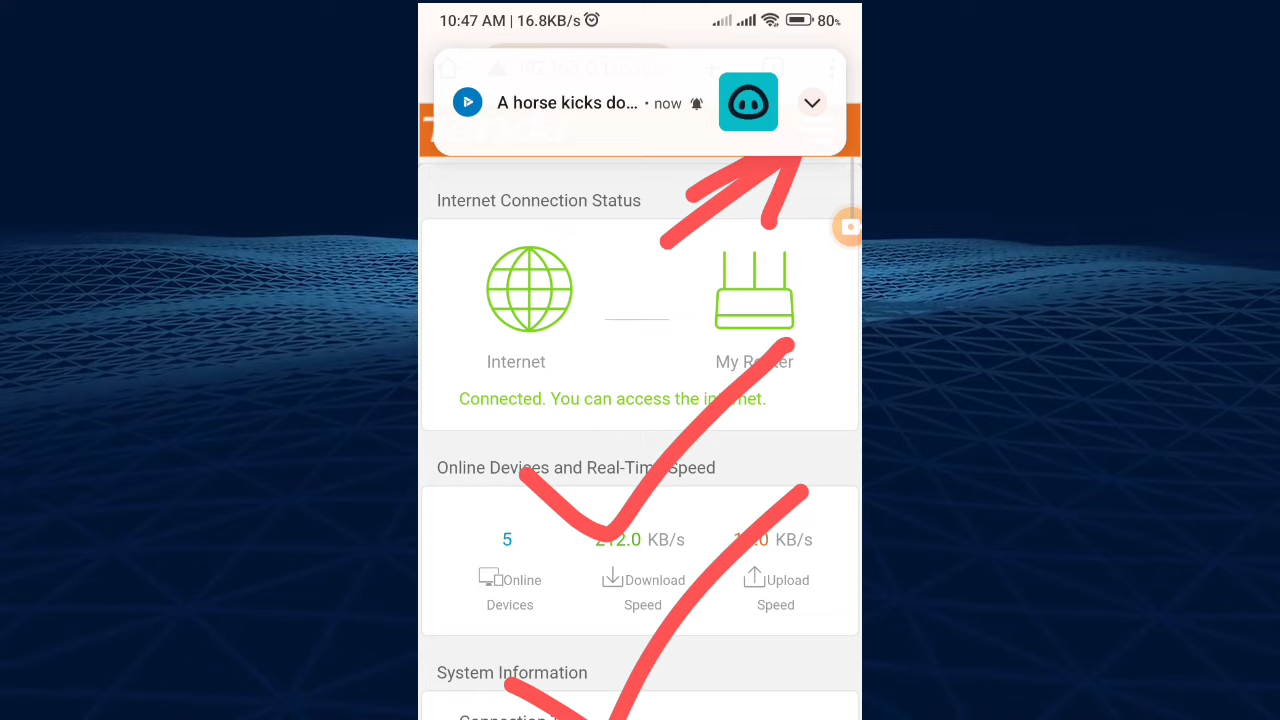 10:47 AM | 16.8KB/s 80%
A horse kicks do... • now
Internet Connection Status
Internet My Router
Connected. You can access the internet.
Online Devices and Real-Time Speed
5 212.0 KB/s KB/s
Online Devices Download Speed Upload Speed
System Information